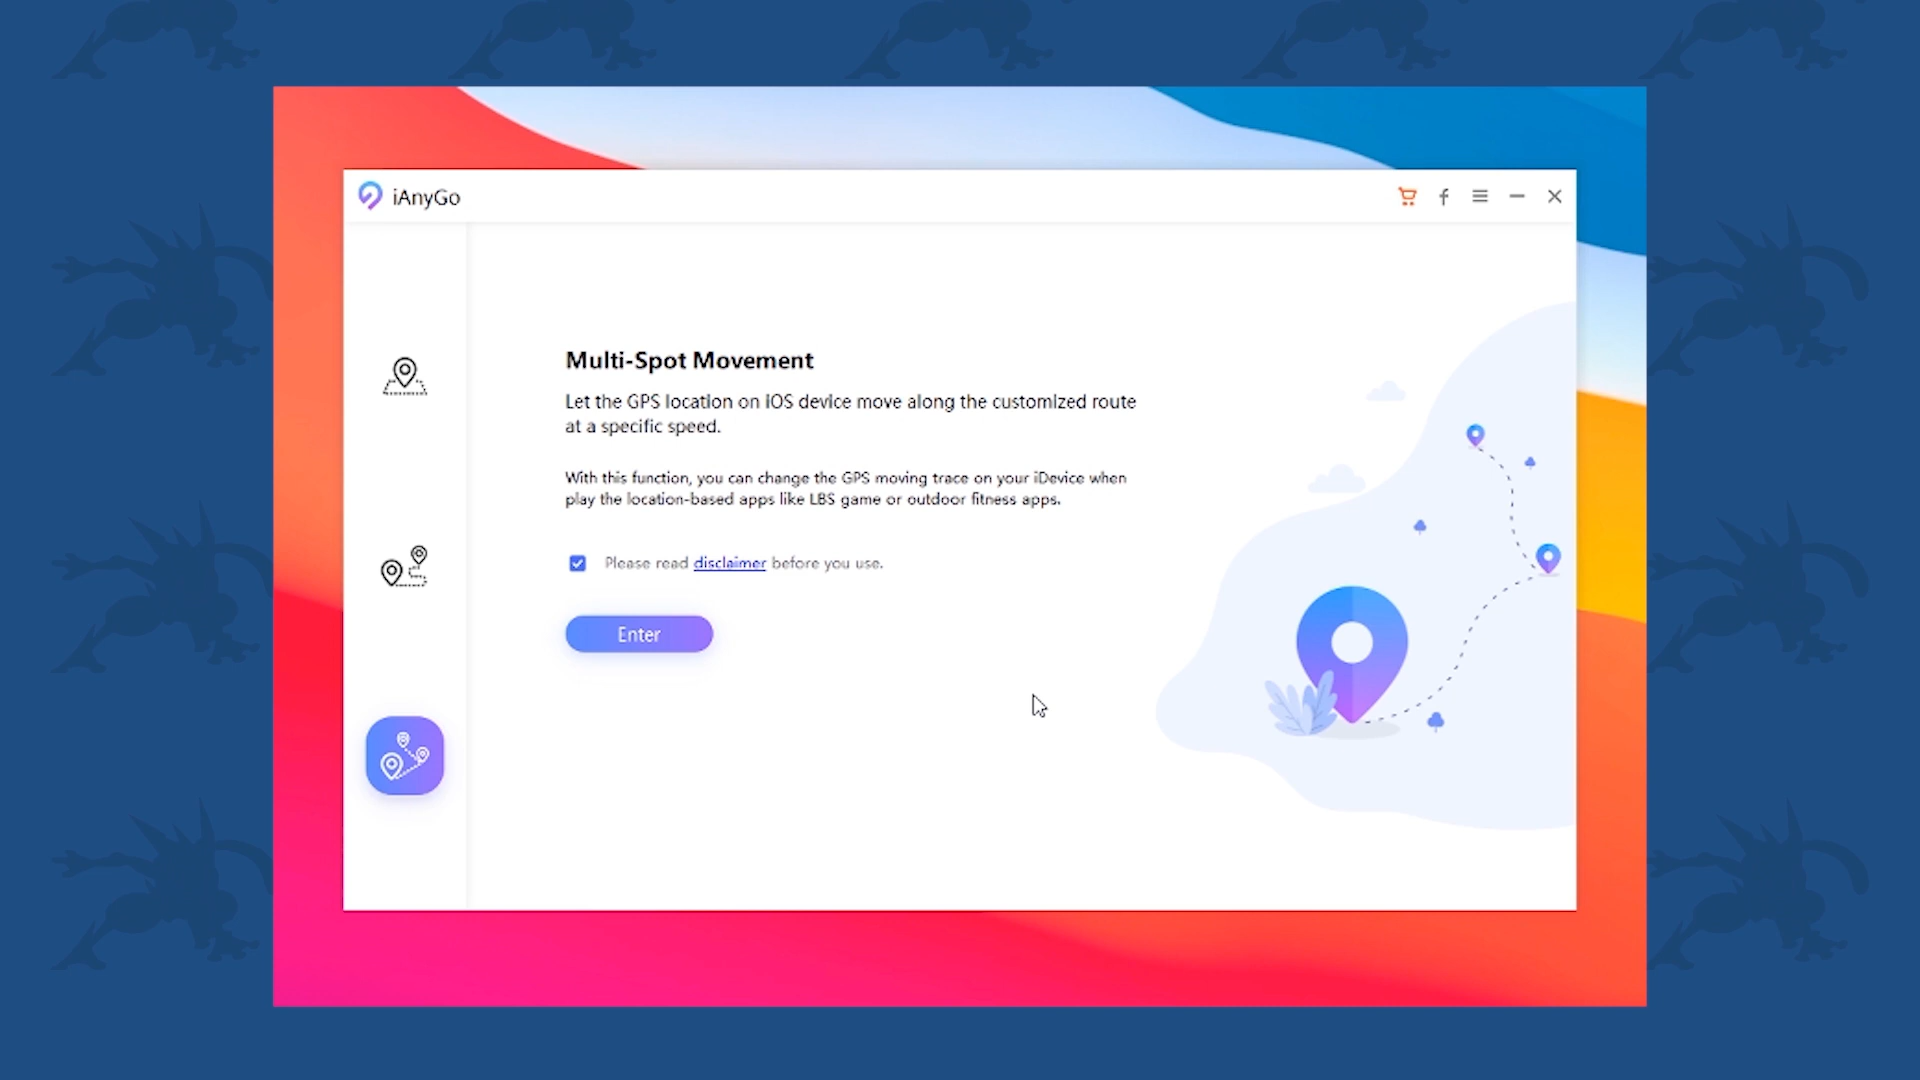 iAnyGo
Multi-Spot Movement
Let the GPS location on iOS device move along the customized route
at a specific speed.
With this function, you can change the GPS moving trace on your iDevice when
play the location-based apps like LBS game or outdoor fitness apps.
Please read disclaimer before you use.
Enter